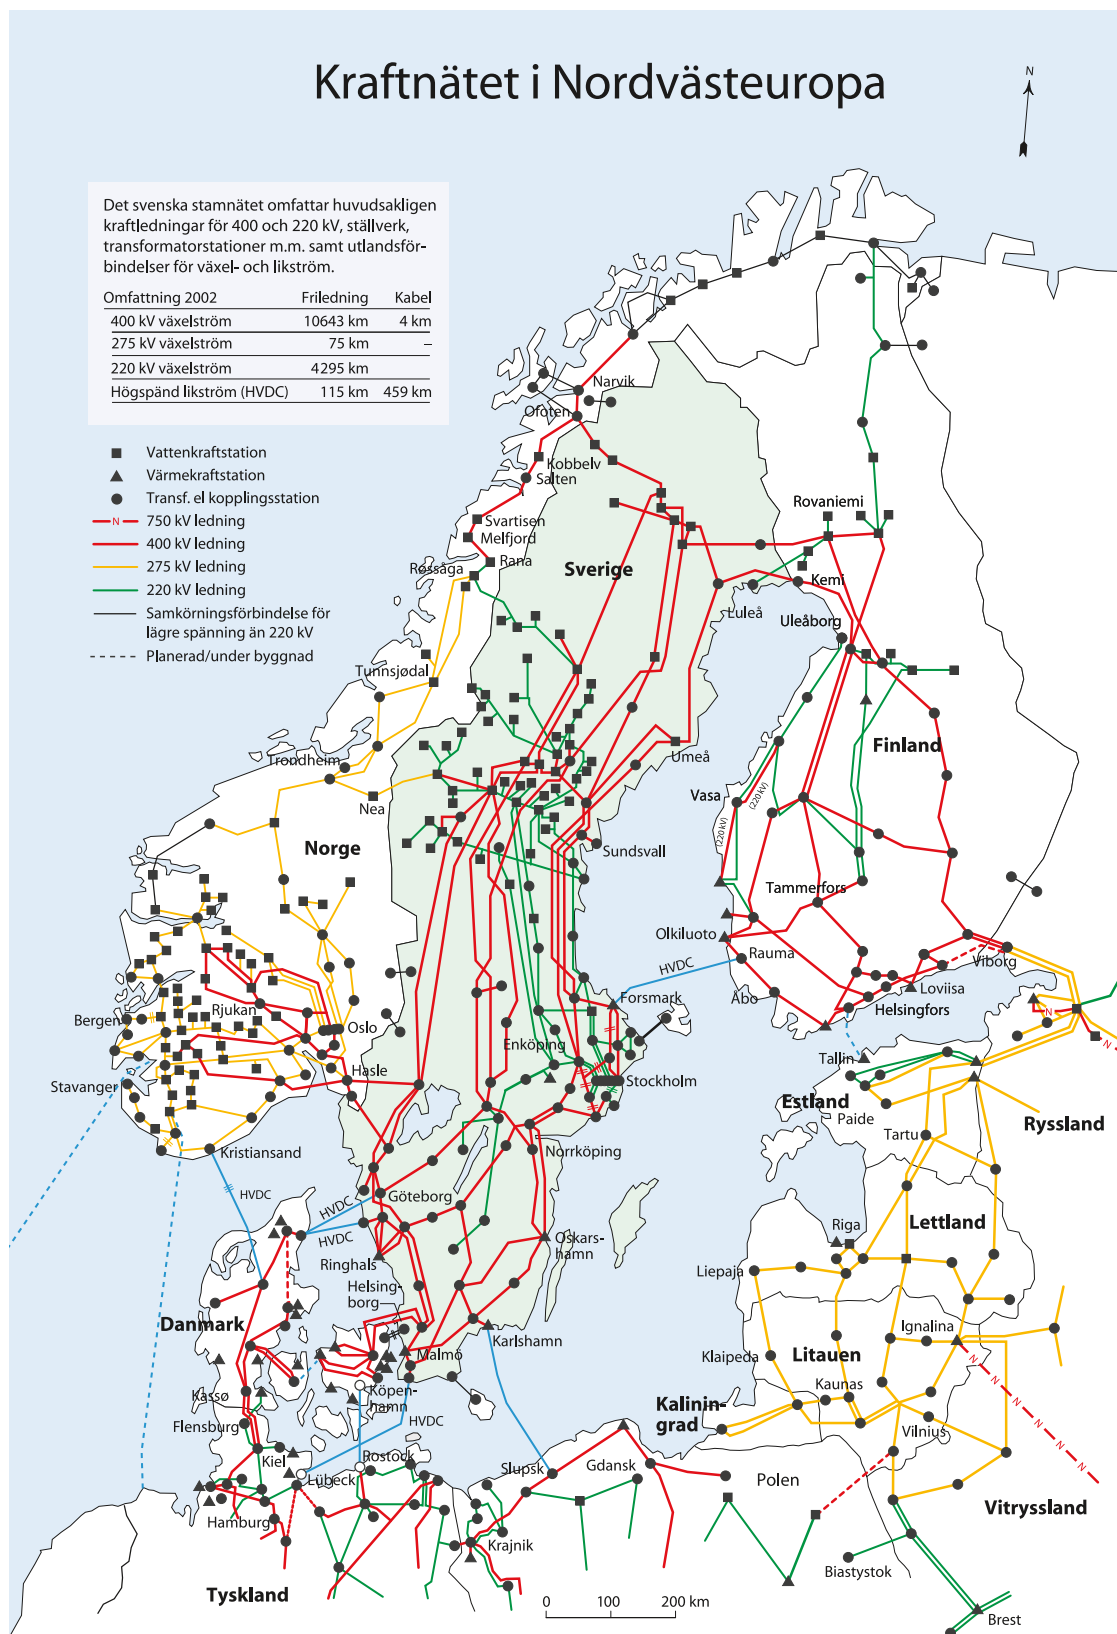 Kraftnätet i Nordvästeuropa
N
Det svenska stamnätet omfattar huvudsakligen
kraftledningar för 400 och 220 kV, ställverk,
transformatorstationer m.m. samt utlandsför-
bindelser för växel- och likström.
Omfattning 2002 Friledning Kabel
400 kV växelström 10643 km 4 km
275 kV växelström 75 km –
220 kV växelström 4295 km
Högspänd likström (HVDC) 115 km 459 km
Vattenkraftstation
Värmekraftstation
Transf. el kopplingsstation
N 750 kV ledning
400 kV ledning
275 kV ledning
220 kV ledning
Samkörningsförbindelse för
lägre spänning än 220 kV
Planerad/under byggnad
Narvik
Ofoten
Kobbelv
Salten
Svartisen
Melfjord
Rana
Røssåga
Rovaniemi
Sverige
Kemi
Luleå
Uleåborg
Tunnsjødal
Finland
Trondheim
Umeå
Nea
Vasa
(220 kV)
(220 kV)
Norge
Sundsvall
Tammerfors
Olkiluoto
HVDC
Rauma
Viborg
Loviisa
Åbo
Helsingfors
Forsmark
Rjukan
Bergen
Oslo
Enköping
N
N
Tallin
Stavanger
Hasle
Stockholm
Estland
Paide
Ryssland
Tartu
Kristiansand
Norrköping
HVDC
HVDC
Göteborg
HVDC
Riga
Lettland
Oskars-
hamn
Ringhals
Liepaja
Helsing-
borg
Danmark
Karlshamn
Ignalina
Malmö
Klaipeda
Litauen
N
N
N
N
N
Kassø
Köpen-
hamn
Kaunas
Kalinin-
grad
Flensburg
HVDC
Vilnius
Kiel
Rostock
Lübeck
Slupsk
Gdansk
Polen
Vitryssland
Hamburg
Krajnik
Biastystok
Tyskland
0 100 200 km
Brest